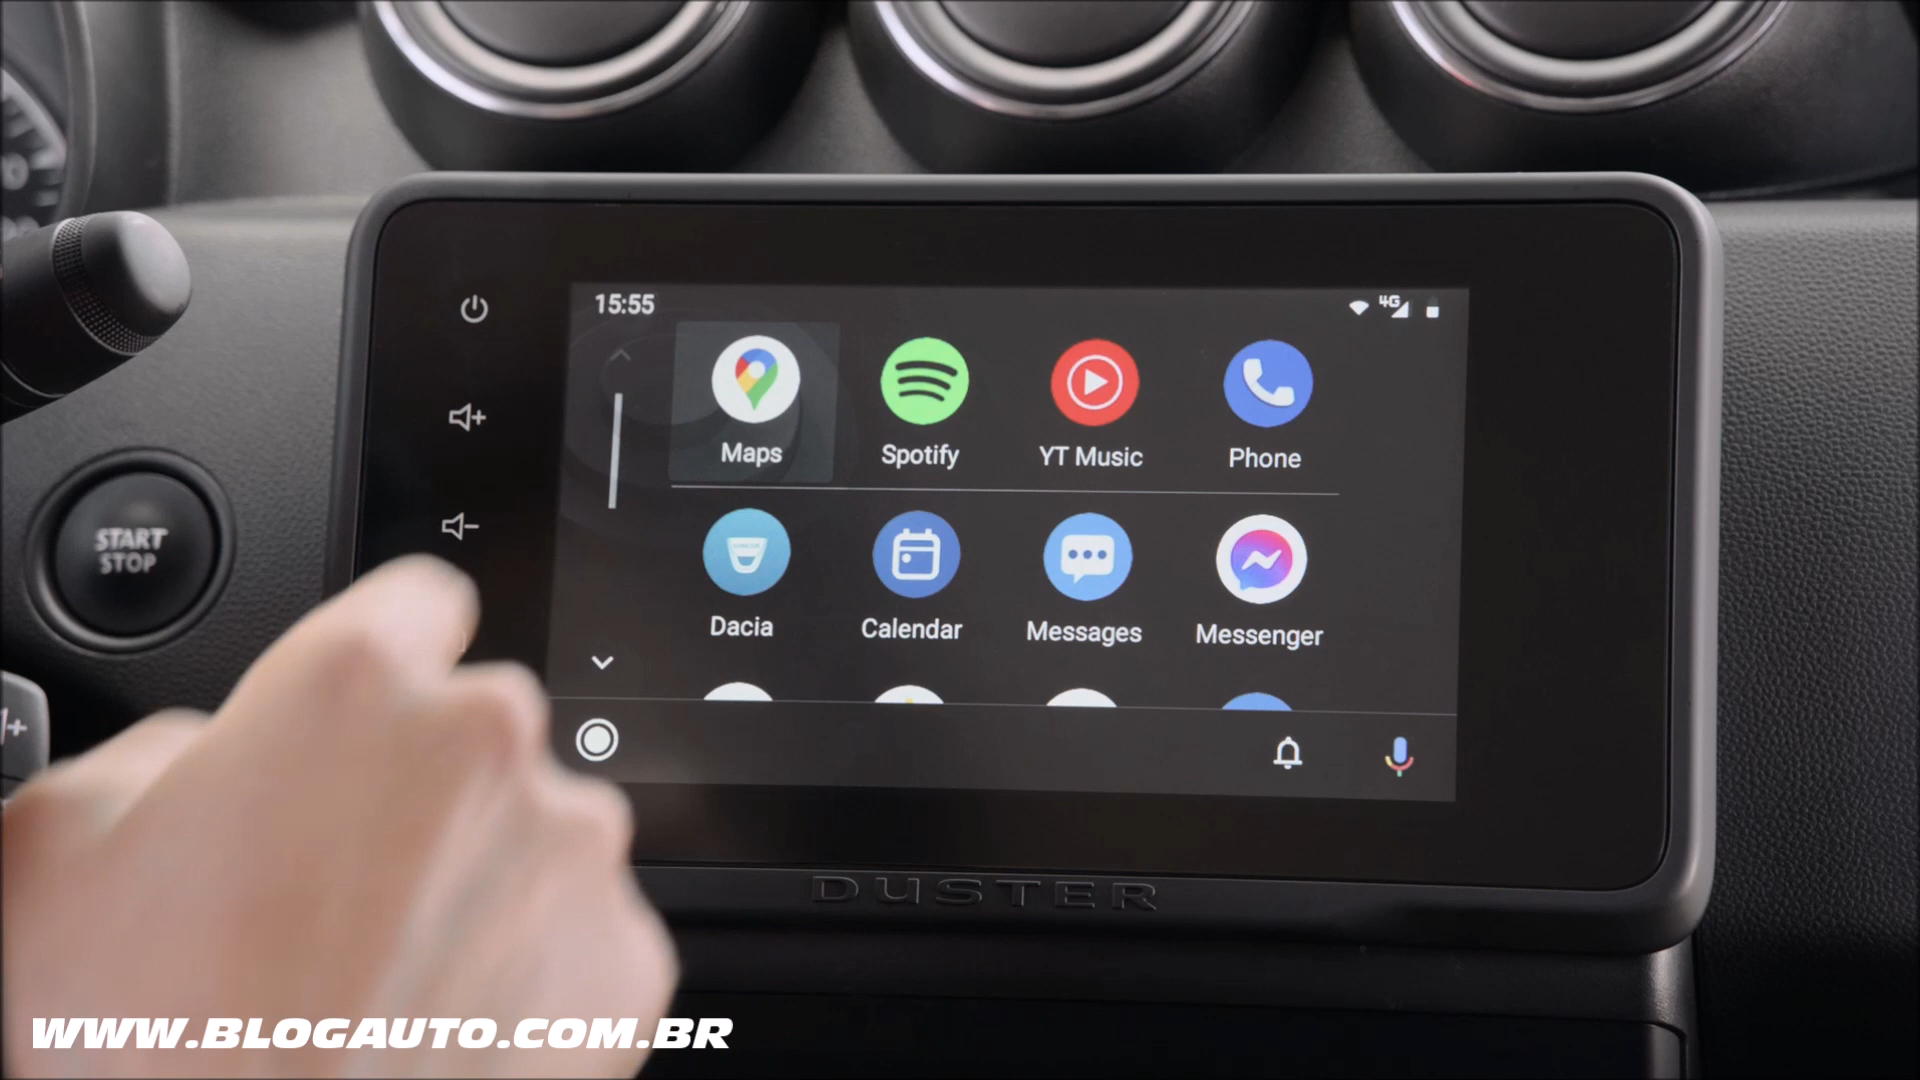 15:55
4G
Maps
Spotify
YT Music
Phone
START
STOP
Dacia
Calendar
Messages
Messenger
DUSTER
WWW.BLOGAUTO.COM.BR